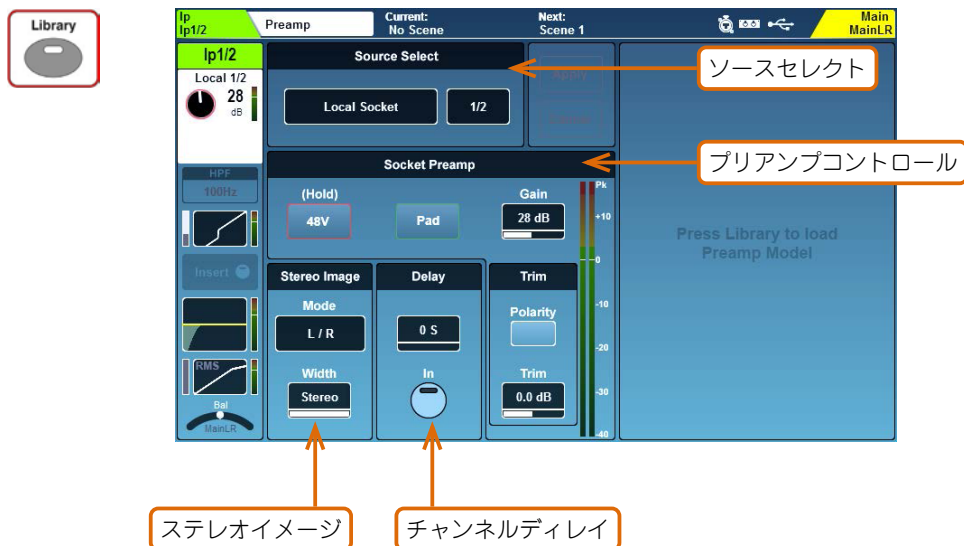 Library
Ip
Ip1/2
Preamp
Current:
No Scene
Next:
Scene 1
Main
MainLR
Ip1/2
Local 1/2
28
dB
HPF
100Hz
Insert
RMS
Bal
MainLR
Source Select
Local Socket
1/2
Apply
Cancel
ソースセレクト
Socket Preamp
プリアンプコントロール
(Hold)
48V
Pad
Gain
28 dB
Pk
+10
0
-10
-20
-30
-40
Stereo Image
Mode
L / R
Width
Stereo
Delay
0 S
In
Trim
Polarity
Trim
0.0 dB
Press Library to load
Preamp Model
ステレオイメージ
チャンネルディレイ